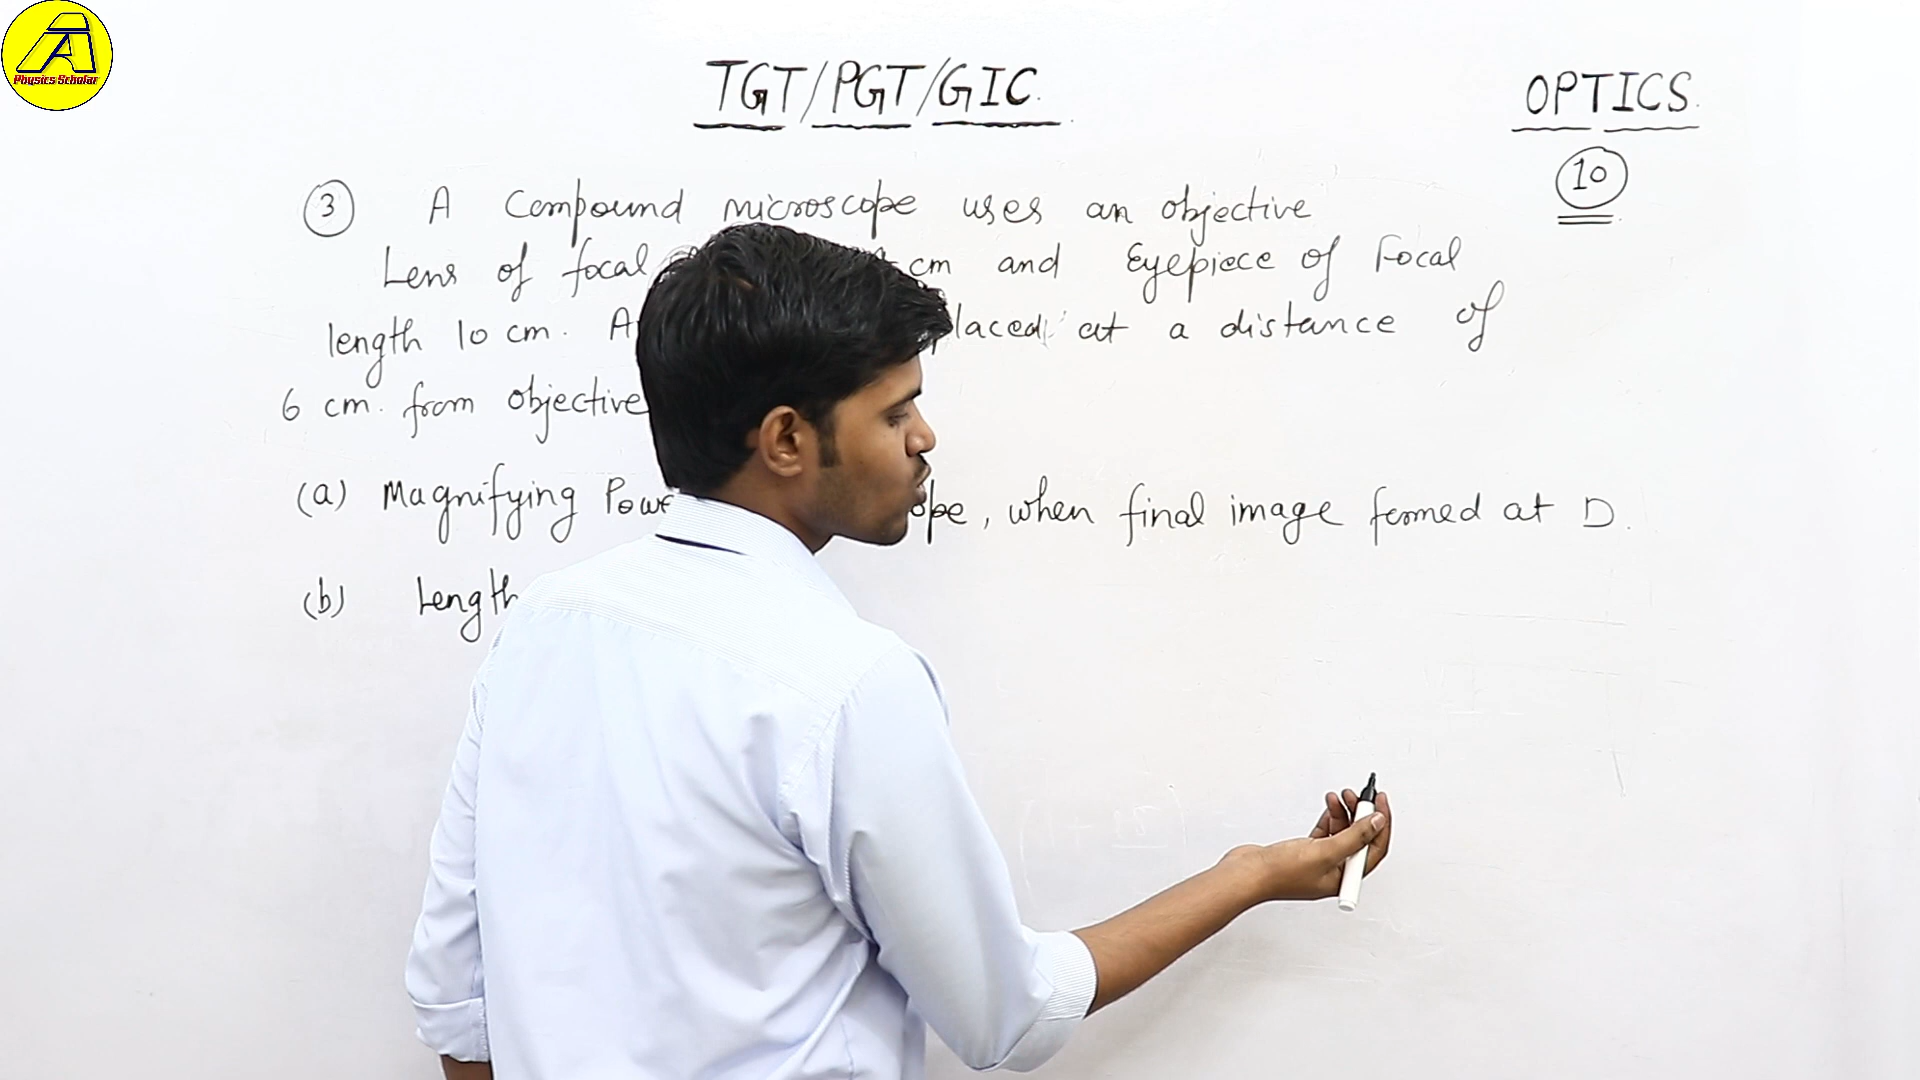 A
Physics Scholar
TGT/PGT/GIC.
OPTICS.
10
3 A Compound microscope uses an objective
Lens of focal cm and Eyepiece of Focal
length 10 cm. placed at a distance of
6 cm. from objective
(a) Magnifying , when final image formed at D.
(b) Length